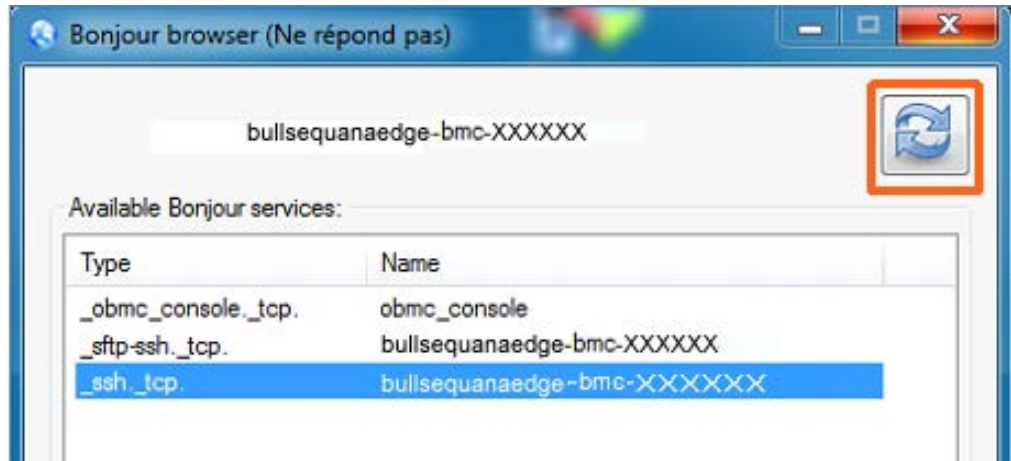 Bonjour browser (Ne répond pas)
bullsequanaedge-bmc-XXXXXX
Available Bonjour services:
Type Name
_obmc_console._tcp. obmc_console
_sftp-ssh._tcp. bullsequanaedge-bmc-XXXXXX
_ssh._tcp. bullsequanaedge-bmc-XXXXXX